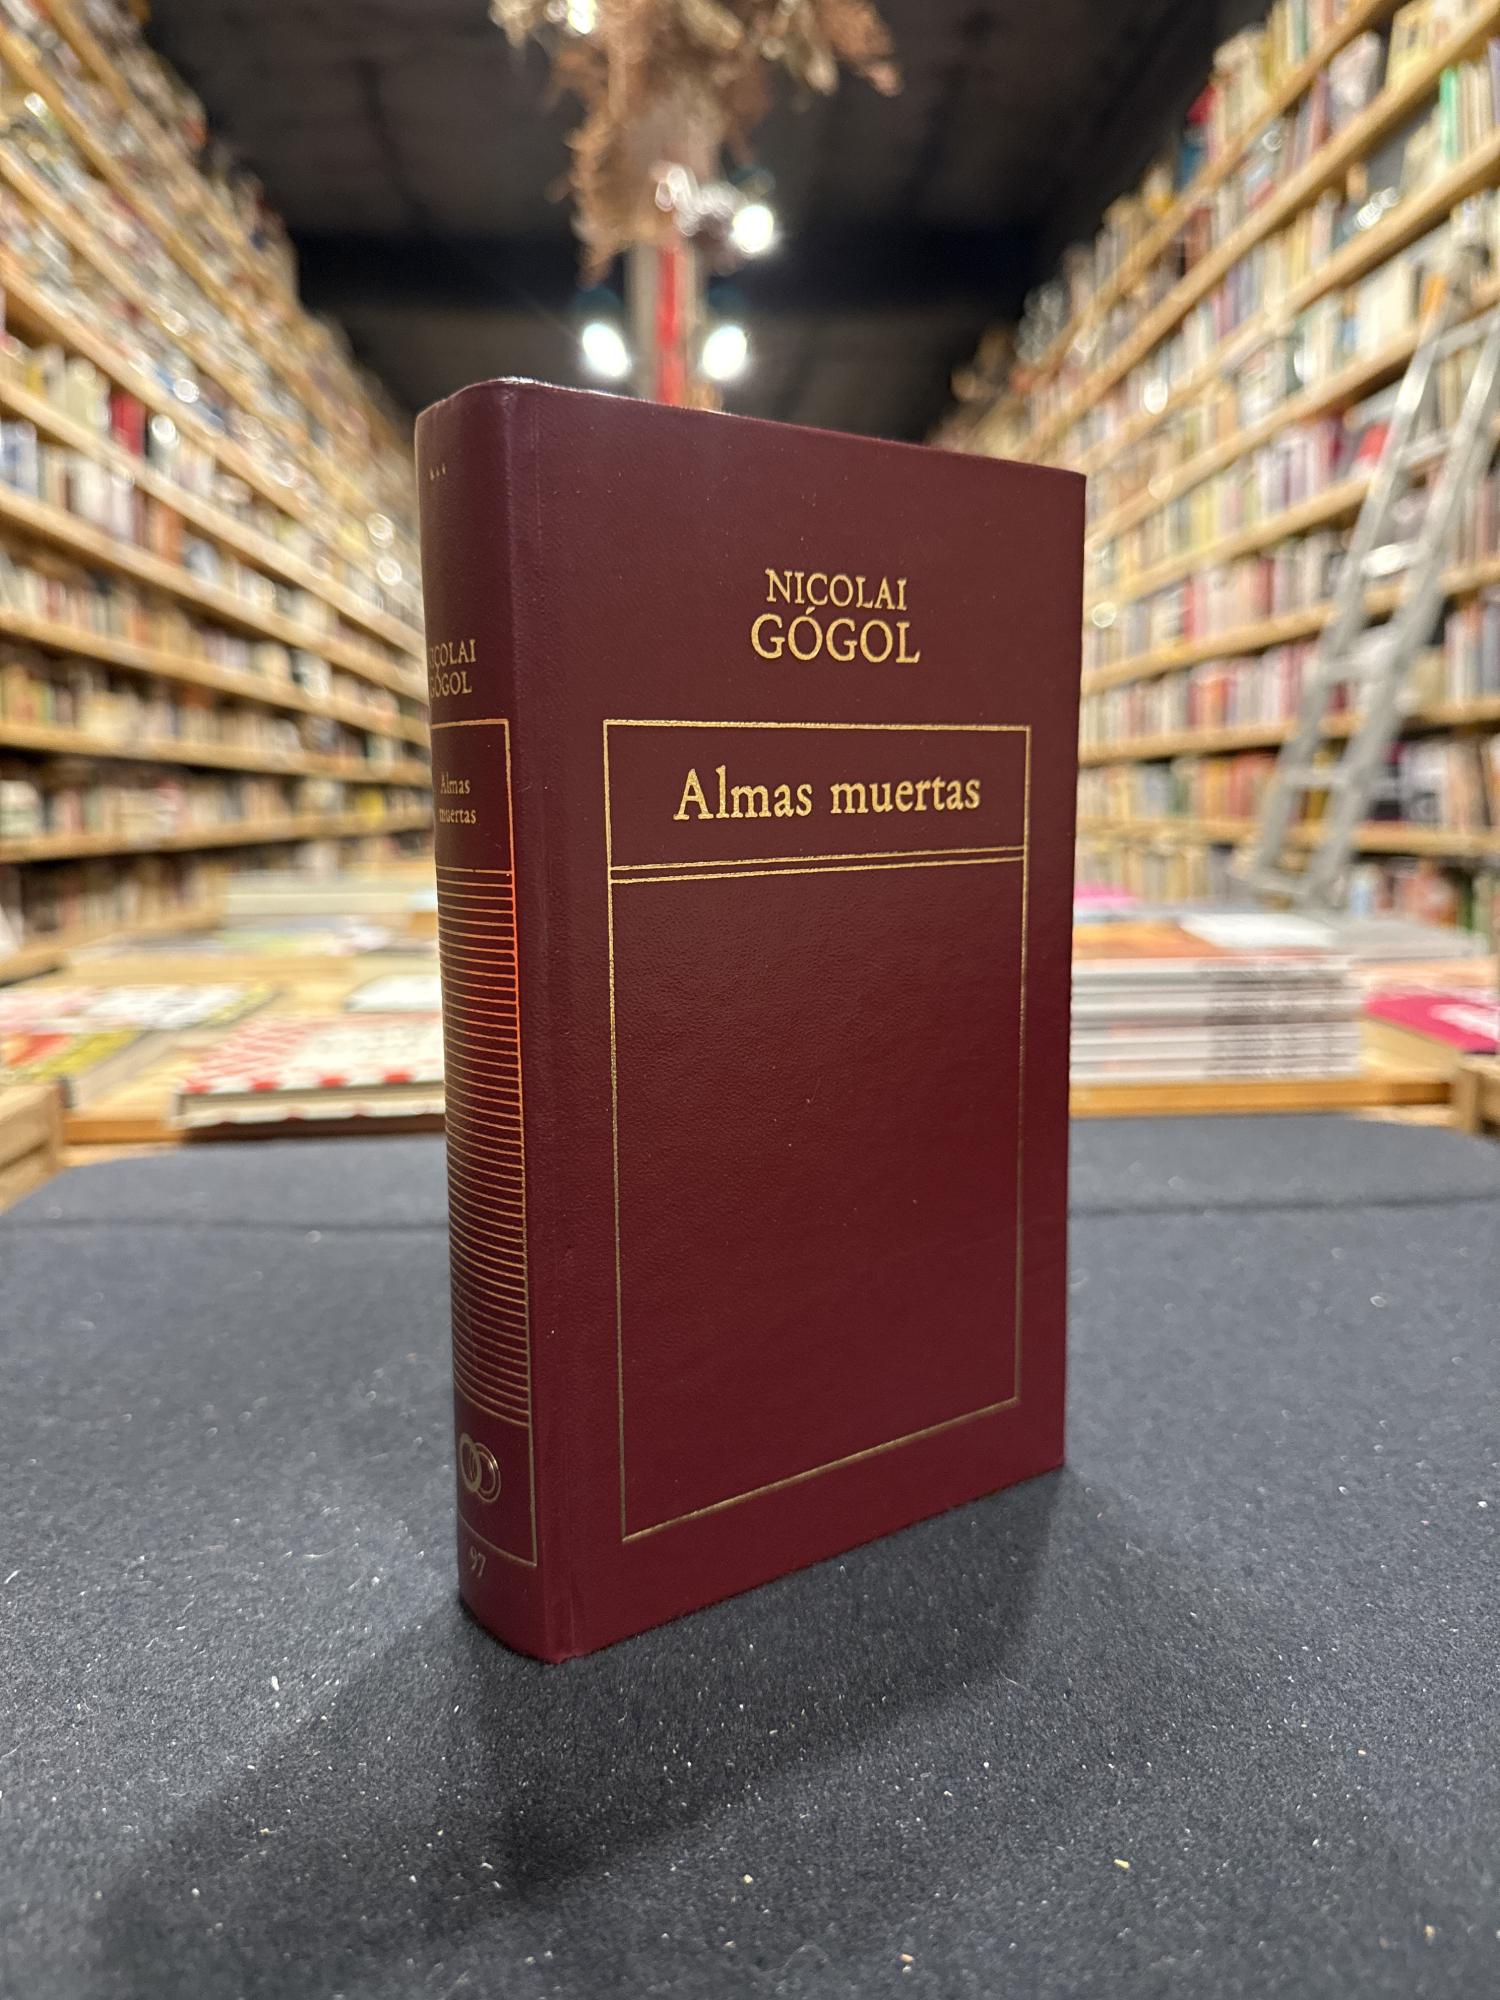 NICOLAI
GÓGOL
Almas muertas
NICOLAI
GÓGOL
Almas
muertas
97